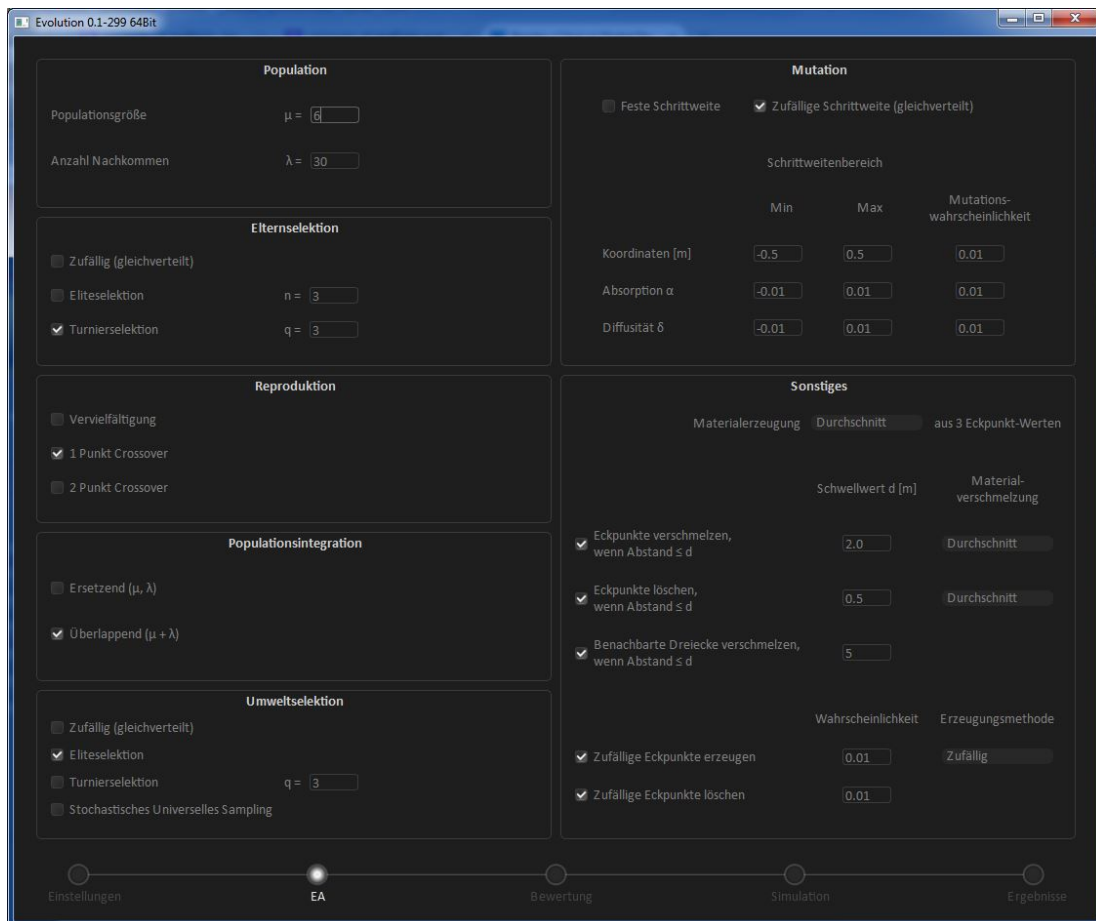 Evolution 0.1-299 64Bit
Population
Populationsgröße μ = 6
Anzahl Nachkommen λ = 30
Elternselektion
Zufällig (gleichverteilt)
Eliteselektion n = 3
Turnierselektion q = 3
Reproduktion
Vervielfältigung
1 Punkt Crossover
2 Punkt Crossover
Populationsintegration
Ersetzend (μ, λ)
Überlappend (μ + λ)
Umweltselektion
Zufällig (gleichverteilt)
Eliteselektion
Turnierselektion q = 3
Stochastisches Universelles Sampling
Mutation
Feste Schrittweite Zufällige Schrittweite (gleichverteilt)
Schrittweitenbereich
Min Max Mutations-
wahrscheinlichkeit
Koordinaten [m] -0.5 0.5 0.01
Absorption α -0.01 0.01 0.01
Diffusität δ -0.01 0.01 0.01
Sonstiges
Materialerzeugung Durchschnitt aus 3 Eckpunkt-Werten
Schwellwert d [m] Material-
verschmelzung
Eckpunkte verschmelzen,
wenn Abstand ≤ d 2.0 Durchschnitt
Eckpunkte löschen,
wenn Abstand ≤ d 0.5 Durchschnitt
Benachbarte Dreiecke verschmelzen,
wenn Abstand ≤ d 5
Wahrscheinlichkeit Erzeugungsmethode
Zufällige Eckpunkte erzeugen 0.01 Zufällig
Zufällige Eckpunkte löschen 0.01
Einstellungen EA Bewertung Simulation Ergebnisse